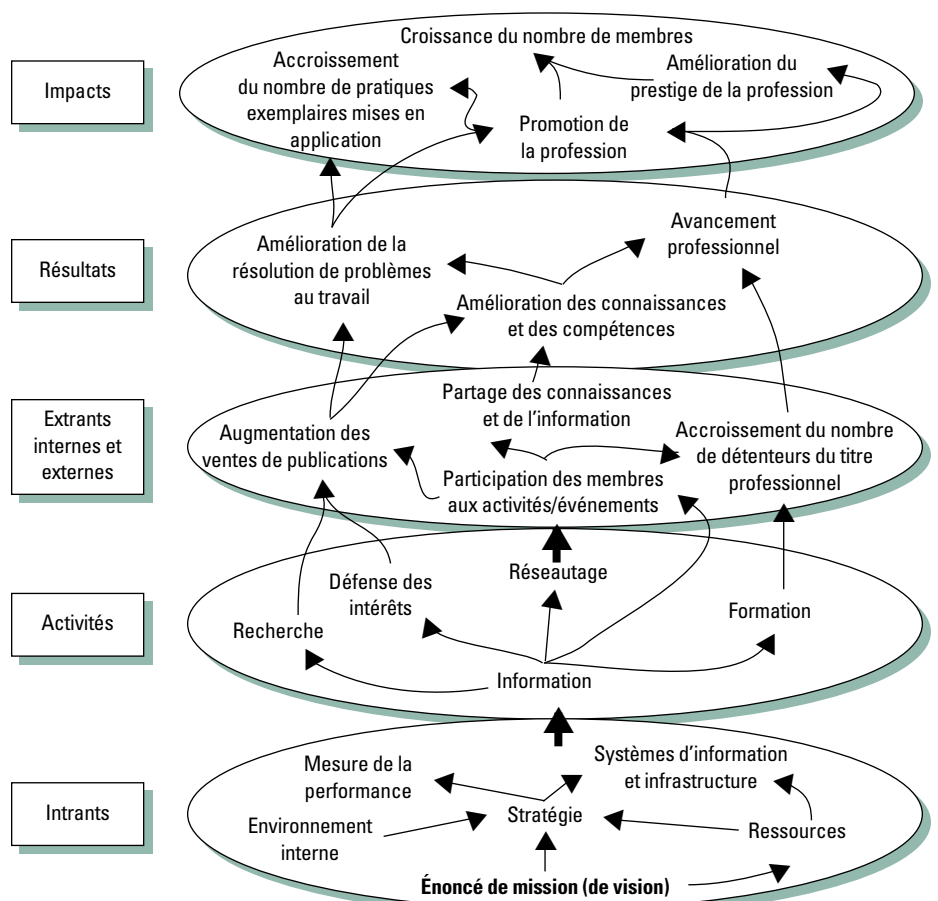 Impacts
Croissance du nombre de membres
Accroissement
du nombre de pratiques
exemplaires mises en
application
Amélioration du
prestige de la profession
Promotion de
la profession
Résultats
Amélioration de la
résolution de problèmes
au travail
Avancement
professionnel
Amélioration des connaissances
et des compétences
Extrants
internes et
externes
Partage des connaissances
et de l'information
Augmentation des
ventes de publications
Accroissement du nombre
de détenteurs du titre
professionnel
Participation des membres
aux activités/événements
Activités
Réseautage
Défense des
intérêts
Recherche
Formation
Information
Intrants
Mesure de la
performance
Systèmes d'information
et infrastructure
Stratégie
Environnement
interne
Ressources
Énoncé de mission (de vision)